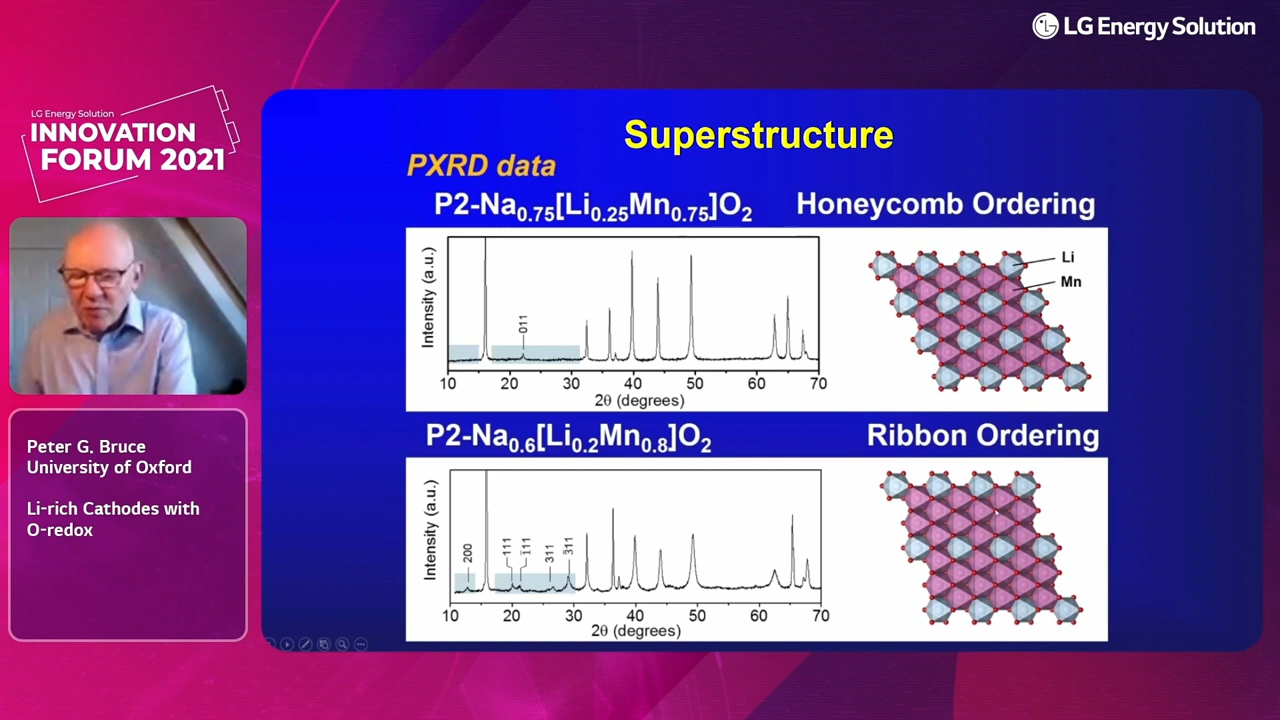 LG Energy Solution
LG Energy Solution
INNOVATION
FORUM 2021
Peter G. Bruce
University of Oxford
Li-rich Cathodes with
O-redox
Superstructure
PXRD data
P2-Na0.75[Li0.25Mn0.75]O2
Honeycomb Ordering
Intensity (a.u.)
011
10 20 30 40 50 60 70
2θ (degrees)
Li
Mn
P2-Na0.6[Li0.2Mn0.8]O2
Ribbon Ordering
Intensity (a.u.)
200
111
1̅11
311
3̅11
10 20 30 40 50 60 70
2θ (degrees)